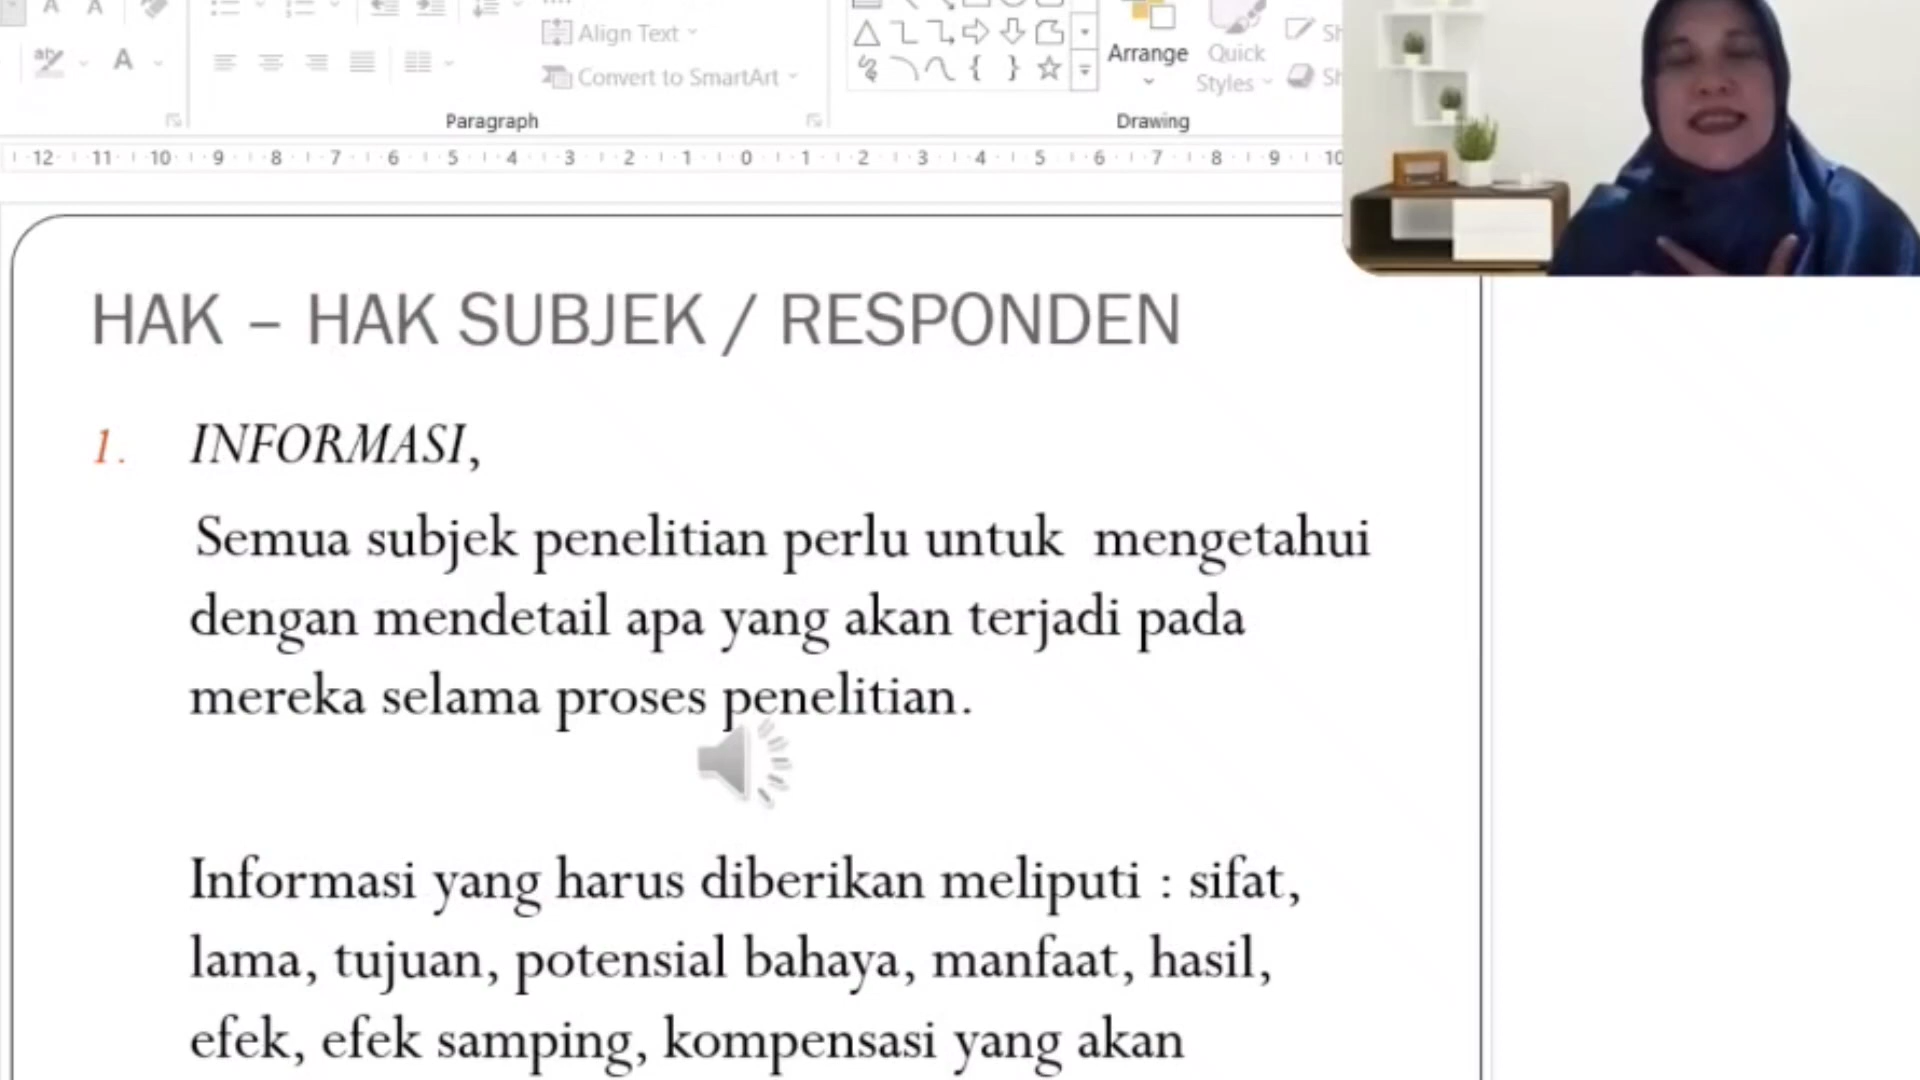 Align Text
Convert to SmartArt
Arrange
Quick
Styles
Sh
Sh
Paragraph
Drawing
12 11 10 9 8 7 6 5 4 3 2 1 0 1 2 3 4 5 6 7 8 9 10
HAK – HAK SUBJEK / RESPONDEN
1. INFORMASI,
Semua subjek penelitian perlu untuk mengetahui
dengan mendetail apa yang akan terjadi pada
mereka selama proses penelitian.
Informasi yang harus diberikan meliputi : sifat,
lama, tujuan, potensial bahaya, manfaat, hasil,
efek, efek samping, kompensasi yang akan